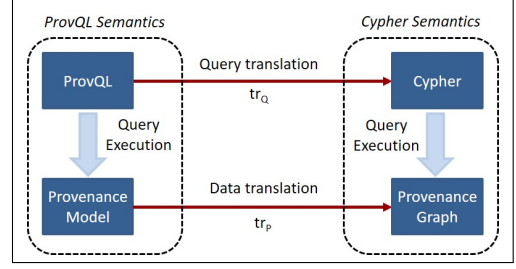 ProvQL Semantics
Cypher Semantics
ProvQL
Query translation
tr_Q
Cypher
Query
Execution
Query
Execution
Provenance
Model
Data translation
tr_P
Provenance
Graph